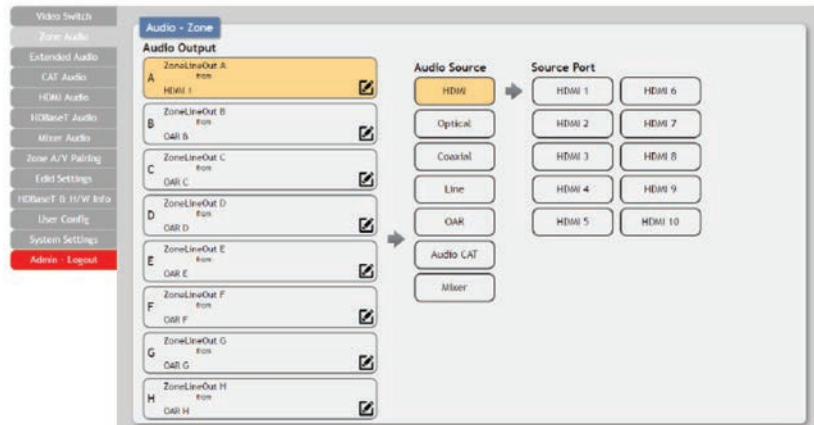 Video Switch
Zone Audio
Extended Audio
CAT Audio
HDMI Audio
HDBaseT Audio
Mixer Audio
Zone A/V Pairing
Edid Settings
HDBaseT & H/W Info
User Config
System Settings
Admin - Logout
Audio - Zone
Audio Output
A
ZoneLineOut A
from
HDMI 1
B
ZoneLineOut B
from
OAR B
C
ZoneLineOut C
from
OAR C
D
ZoneLineOut D
from
OAR D
E
ZoneLineOut E
from
OAR E
F
ZoneLineOut F
from
OAR F
G
ZoneLineOut G
from
OAR G
H
ZoneLineOut H
from
OAR H
Audio Source
HDMI
Optical
Coaxial
Line
OAR
Audio CAT
Mixer
Source Port
HDMI 1
HDMI 6
HDMI 2
HDMI 7
HDMI 3
HDMI 8
HDMI 4
HDMI 9
HDMI 5
HDMI 10